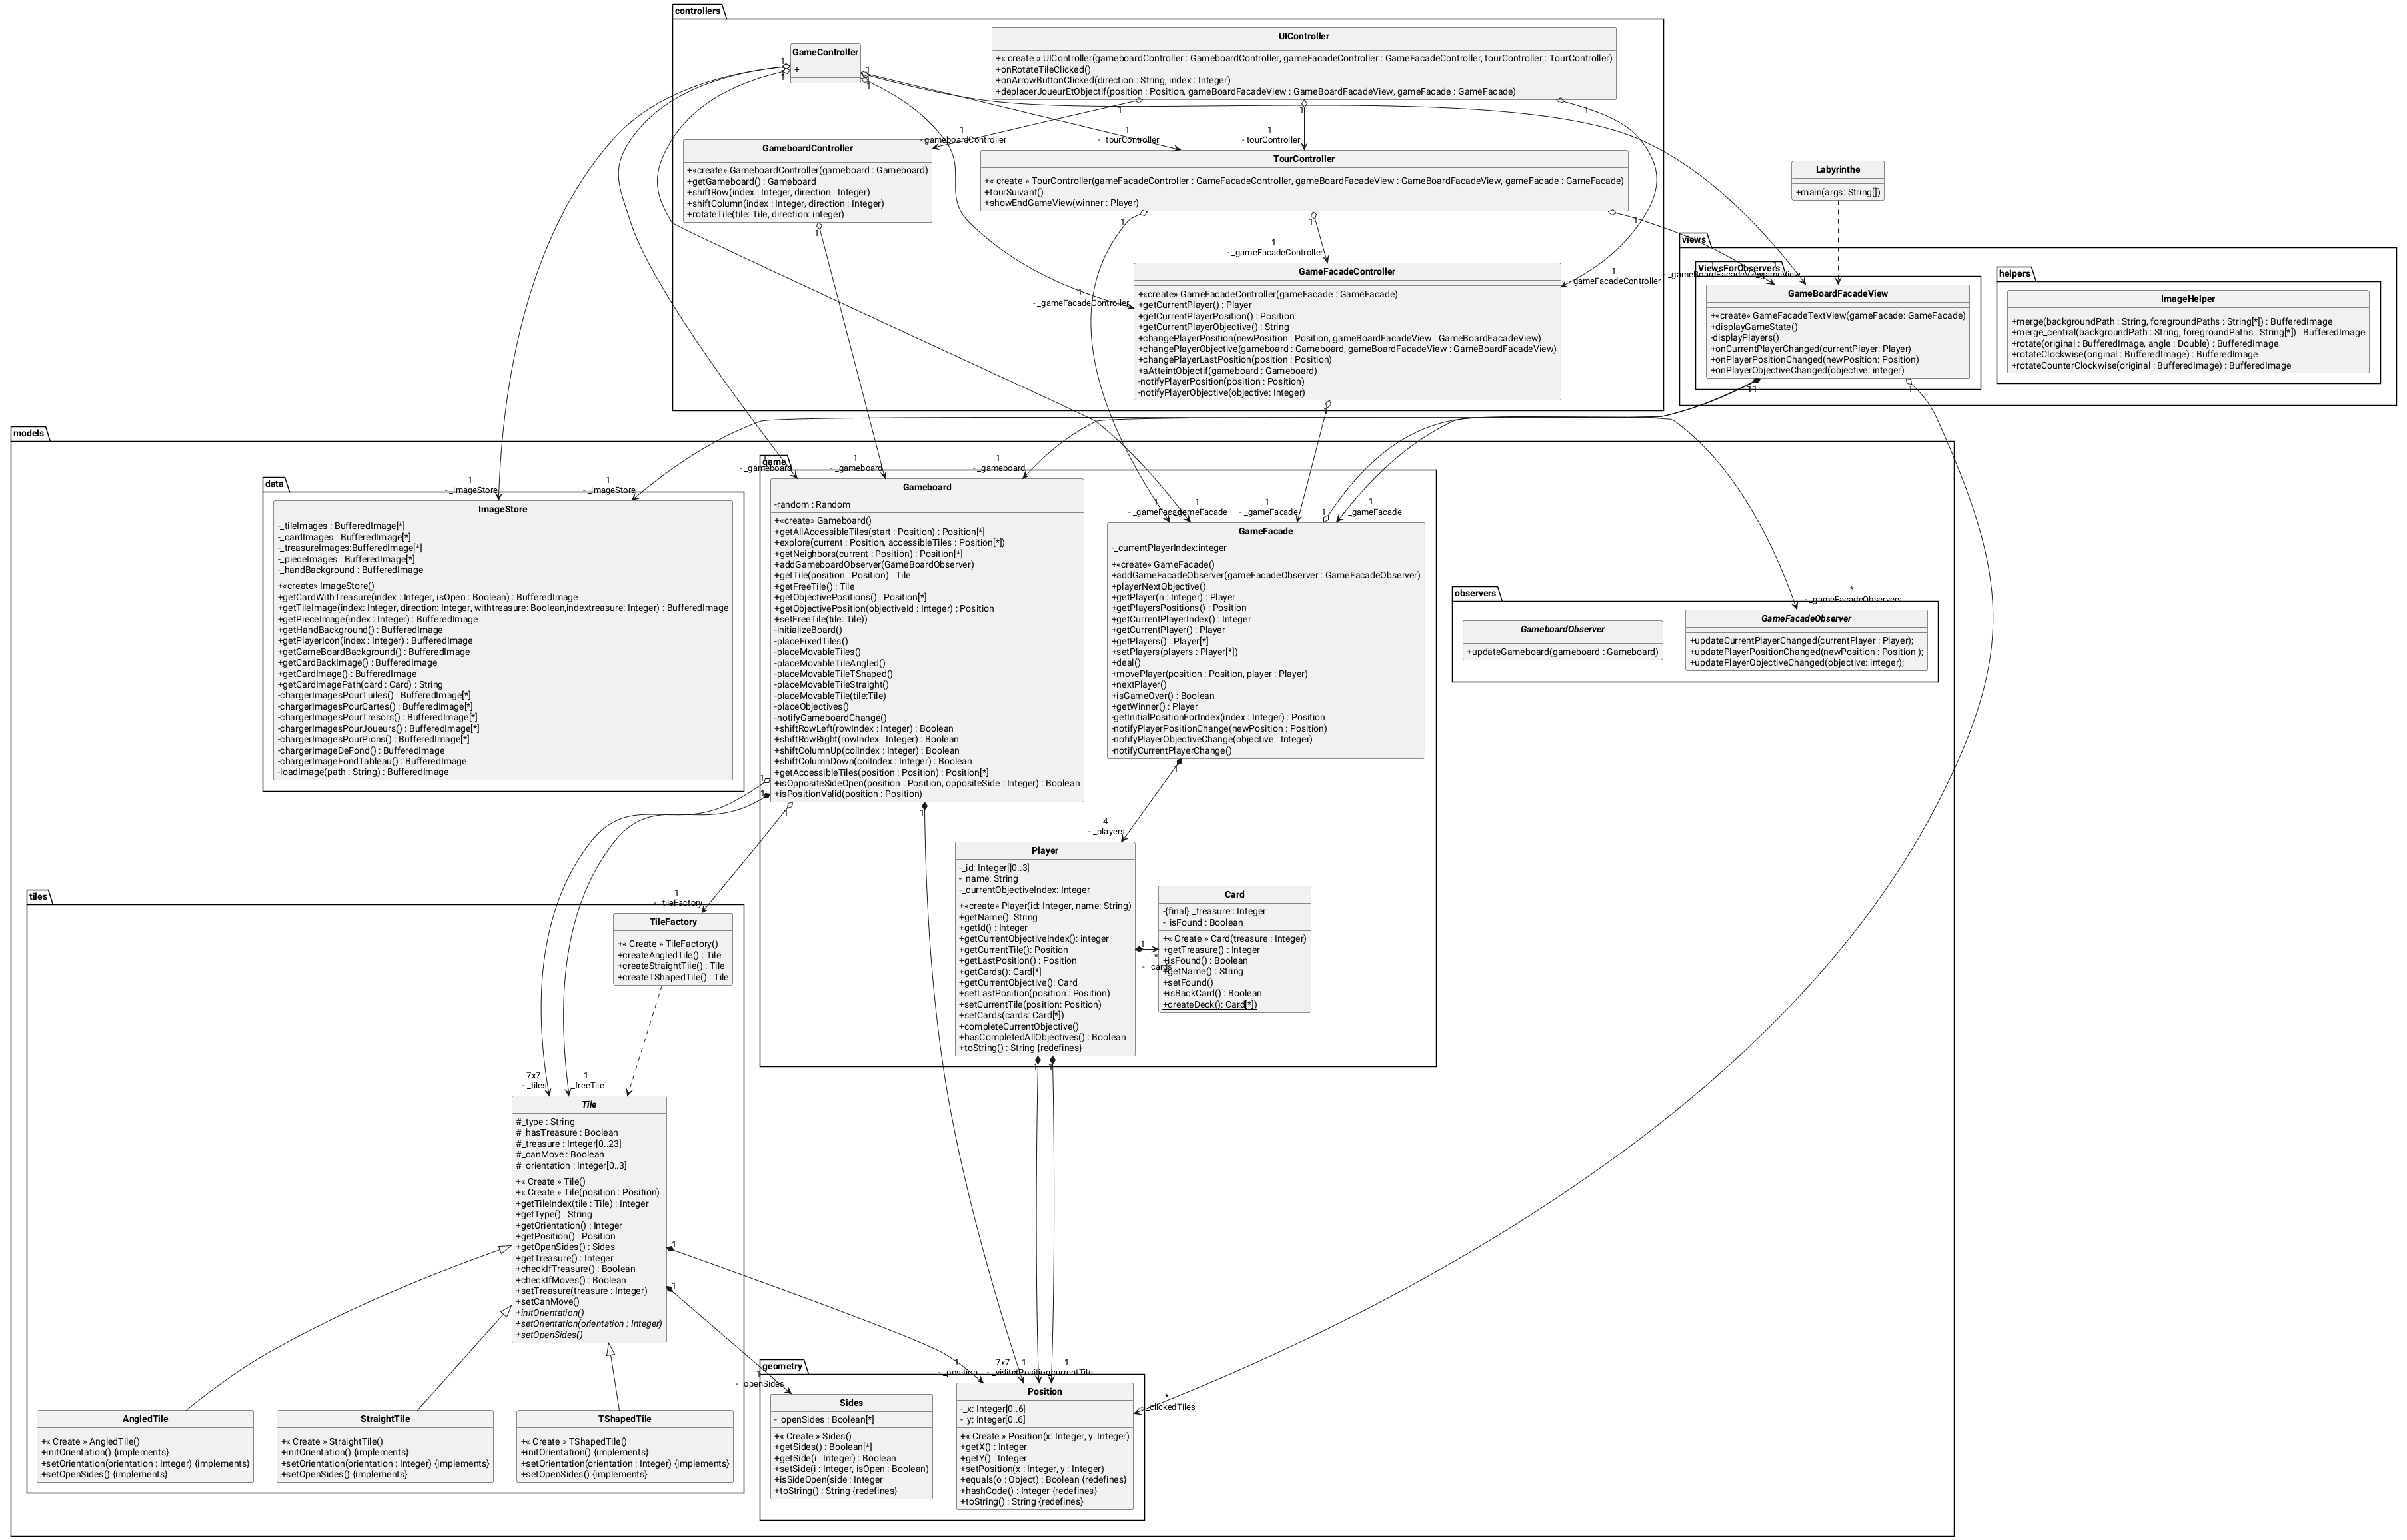 controllers
GameController
+
UIController
+« create » UIController(gameboardController : GameboardController, gameFacadeController : GameFacadeController, tourController : TourController)
+onRotateTileClicked()
+onArrowButtonClicked(direction : String, index : Integer)
+deplacerJoueurEtObjectif(position : Position, gameBoardFacadeView : GameBoardFacadeView, gameFacade : GameFacade)
1
1
1
1
1
1
1
1
- gameboardController
1
- _tourController
1
- tourController
GameboardController
+«create» GameboardController(gameboard : Gameboard)
+getGameboard() : Gameboard
+shiftRow(index : Integer, direction : Integer)
+shiftColumn(index : Integer, direction : Integer)
+rotateTile(tile: Tile, direction: integer)
TourController
+« create » TourController(gameFacadeController : GameFacadeController, gameBoardFacadeView : GameBoardFacadeView, gameFacade : GameFacade)
+tourSuivant()
+showEndGameView(winner : Player)
Labyrinthe
+main(args: String[])
1
1
1
1
1
- _gameFacadeController
1
- _gameFacadeController
1
gameFacadeController
- _gameBoardFacadeView
GameFacadeController
+«create» GameFacadeController(gameFacade : GameFacade)
+getCurrentPlayer() : Player
+getCurrentPlayerPosition() : Position
+getCurrentPlayerObjective() : String
+changePlayerPosition(newPosition : Position, gameBoardFacadeView : GameBoardFacadeView)
+changePlayerObjective(gameboard : Gameboard, gameBoardFacadeView : GameBoardFacadeView)
+changePlayerLastPosition(position : Position)
+aAtteintObjectif(gameboard : Gameboard)
-notifyPlayerPosition(position : Position)
-notifyPlayerObjective(objective: Integer)
1
views
ViewsForObservers
GameBoardFacadeView
+«create» GameFacadeTextView(gameFacade: GameFacade)
+displayGameState()
-displayPlayers()
+onCurrentPlayerChanged(currentPlayer: Player)
+onPlayerPositionChanged(newPosition: Position)
+onPlayerObjectiveChanged(objective: integer)
1
1
1
helpers
ImageHelper
+merge(backgroundPath : String, foregroundPaths : String[*]) : BufferedImage
+merge_central(backgroundPath : String, foregroundPaths : String[*]) : BufferedImage
+rotate(original : BufferedImage, angle : Double) : BufferedImage
+rotateClockwise(original : BufferedImage) : BufferedImage
+rotateCounterClockwise(original : BufferedImage) : BufferedImage
models
data
1
- _imageStore
1
- _imageStore
ImageStore
-_tileImages : BufferedImage[*]
-_cardImages : BufferedImage[*]
-_treasureImages:BufferedImage[*]
-_pieceImages : BufferedImage[*]
-_handBackground : BufferedImage
+«create» ImageStore()
+getCardWithTreasure(index : Integer, isOpen : Boolean) : BufferedImage
+getTileImage(index: Integer, direction: Integer, withtreasure: Boolean,indextreasure: Integer) : BufferedImage
+getPieceImage(index : Integer) : BufferedImage
+getHandBackground() : BufferedImage
+getPlayerIcon(index : Integer) : BufferedImage
+getGameBoardBackground() : BufferedImage
+getCardBackImage() : BufferedImage
+getCardImage() : BufferedImage
+getCardImagePath(card : Card) : String
-chargerImagesPourTuiles() : BufferedImage[*]
-chargerImagesPourCartes() : BufferedImage[*]
-chargerImagesPourTresors() : BufferedImage[*]
-chargerImagesPourJoueurs() : BufferedImage[*]
-chargerImagesPourPions() : BufferedImage[*]
-chargerImageDeFond() : BufferedImage
-chargerImageFondTableau() : BufferedImage
-loadImage(path : String) : BufferedImage
game
- _gameboard
1
- _gameboard
1
- _gameboard
Gameboard
-random : Random
+«create» Gameboard()
+getAllAccessibleTiles(start : Position) : Position[*]
+explore(current : Position, accessibleTiles : Position[*])
+getNeighbors(current : Position) : Position[*]
+addGameboardObserver(GameBoardObserver)
+getTile(position : Position) : Tile
+getFreeTile() : Tile
+getObjectivePositions() : Position[*]
+getObjectivePosition(objectiveId : Integer) : Position
+setFreeTile(tile: Tile))
-initializeBoard()
-placeFixedTiles()
-placeMovableTiles()
-placeMovableTileAngled()
-placeMovableTileTShaped()
-placeMovableTileStraight()
-placeMovableTile(tile:Tile)
-placeObjectives()
-notifyGameboardChange()
+shiftRowLeft(rowIndex : Integer) : Boolean
+shiftRowRight(rowIndex : Integer) : Boolean
+shiftColumnUp(colIndex : Integer) : Boolean
+shiftColumnDown(colIndex : Integer) : Boolean
+getAccessibleTiles(position : Position) : Position[*]
+isOppositeSideOpen(position : Position, oppositeSide : Integer) : Boolean
+isPositionValid(position : Position)
1
1
1
1
1
- _gameFacade
1
gameFacade
1
- _gameFacade
1
1
_gameFacade
GameFacade
-_currentPlayerIndex:integer
+«create» GameFacade()
+addGameFacadeObserver(gameFacadeObserver : GameFacadeObserver)
+playerNextObjective()
+getPlayer(n : Integer) : Player
+getPlayersPositions() : Position
+getCurrentPlayerIndex() : Integer
+getCurrentPlayer() : Player
+getPlayers() : Player[*]
+setPlayers(players : Player[*])
+deal()
+movePlayer(position : Position, player : Player)
+nextPlayer()
+isGameOver() : Boolean
+getWinner() : Player
-getInitialPositionForIndex(index : Integer) : Position
-notifyPlayerPositionChange(newPosition : Position)
-notifyPlayerObjectiveChange(objective : Integer)
-notifyCurrentPlayerChange()
1
4
- _players
Player
-_id: Integer[[0..3]
-_name: String
-_currentObjectiveIndex: Integer
+«create» Player(id: Integer, name: String)
+getName(): String
+getId() : Integer
+getCurrentObjectiveIndex(): integer
+getCurrentTile(): Position
+getLastPosition() : Position
+getCards(): Card[*]
+getCurrentObjective(): Card
+setLastPosition(position : Position)
+setCurrentTile(position: Position)
+setCards(cards: Card[*])
+completeCurrentObjective()
+hasCompletedAllObjectives() : Boolean
+toString() : String {redefines}
1
*
- _cards
1
1
Card
-{final} _treasure : Integer
-_isFound : Boolean
+« Create » Card(treasure : Integer)
+getTreasure() : Integer
+isFound() : Boolean
+getName() : String
+setFound()
+isBackCard() : Boolean
+createDeck(): Card[*])
observers
GameboardObserver
+updateGameboard(gameboard : Gameboard)
*
- _gameFacadeObservers
GameFacadeObserver
+updateCurrentPlayerChanged(currentPlayer : Player);
+updatePlayerPositionChanged(newPosition : Position );
+updatePlayerObjectiveChanged(objective: integer);
tiles
1
- _tileFactory
TileFactory
+« Create » TileFactory()
+createAngledTile() : Tile
+createStraightTile() : Tile
+createTShapedTile() : Tile
7x7
- _tiles
1
_freeTile
Tile
#_type : String
#_hasTreasure : Boolean
#_treasure : Integer[0..23]
#_canMove : Boolean
#_orientation : Integer[0..3]
+« Create » Tile()
+« Create » Tile(position : Position)
+getTileIndex(tile : Tile) : Integer
+getType() : String
+getOrientation() : Integer
+getPosition() : Position
+getOpenSides() : Sides
+getTreasure() : Integer
+checkIfTreasure() : Boolean
+checkIfMoves() : Boolean
+setTreasure(treasure : Integer)
+setCanMove()
+initOrientation()
+setOrientation(orientation : Integer)
+setOpenSides()
1
1
AngledTile
+« Create » AngledTile()
+initOrientation() {implements}
+setOrientation(orientation : Integer) {implements}
+setOpenSides() {implements}
StraightTile
+« Create » StraightTile()
+initOrientation() {implements}
+setOrientation(orientation : Integer) {implements}
+setOpenSides() {implements}
TShapedTile
+« Create » TShapedTile()
+initOrientation() {implements}
+setOrientation(orientation : Integer) {implements}
+setOpenSides() {implements}
geometry
- _openSides
1
- _position
7x7
1
1
currentTile
*
_clickedTiles
Sides
-_openSides : Boolean[*]
+« Create » Sides()
+getSides() : Boolean[*]
+getSide(i : Integer) : Boolean
+setSide(i : Integer, isOpen : Boolean)
+isSideOpen(side : Integer
+toString() : String {redefines}
Position
-_x: Integer[0..6]
-_y: Integer[0..6]
+« Create » Position(x: Integer, y: Integer)
+getX() : Integer
+getY() : Integer
+setPosition(x : Integer, y : Integer)
+equals(o : Object) : Boolean {redefines}
+hashCode() : Integer {redefines}
+toString() : String {redefines}